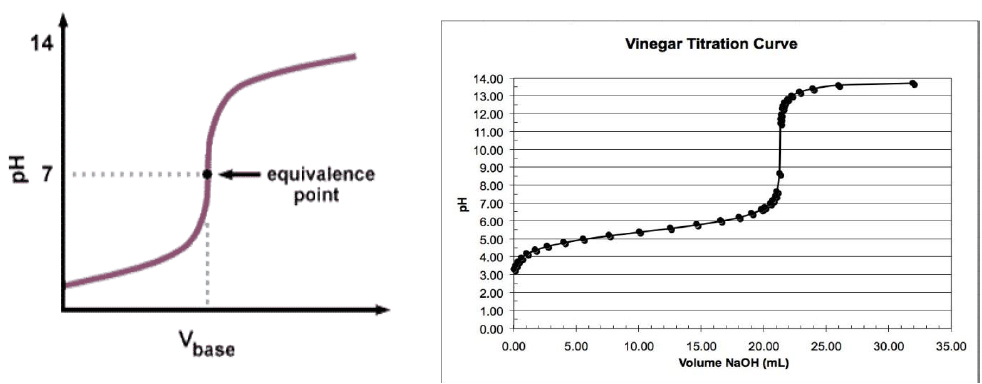 14
pH
7
equivalence
point
Vbase
Vinegar Titration Curve
pH
14.00
13.00
12.00
11.00
10.00
9.00
8.00
7.00
6.00
5.00
4.00
3.00
2.00
1.00
0.00
0.00 5.00 10.00 15.00 20.00 25.00 30.00 35.00
Volume NaOH (mL)